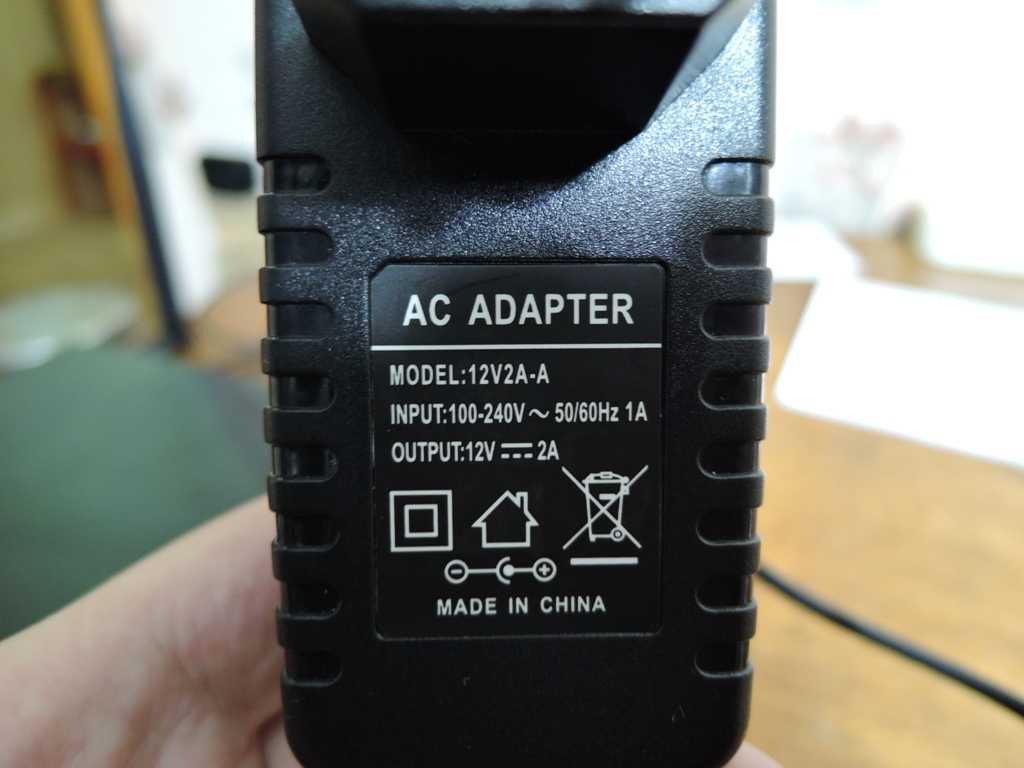 AC ADAPTER
MODEL:12V2A-A
INPUT:100-240V～50/60Hz 1A
OUTPUT:12V⎓2A
MADE IN CHINA